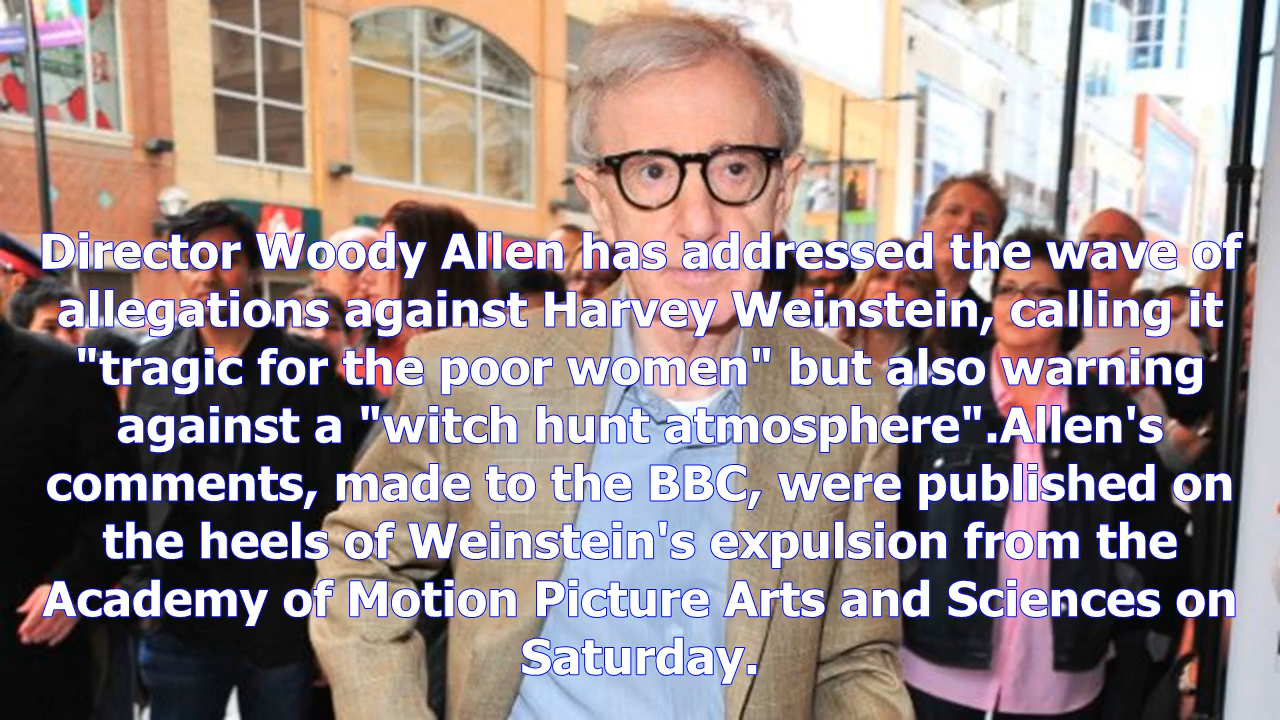 Director Woody Allen has addressed the wave of
allegations against Harvey Weinstein, calling it
"tragic for the poor women" but also warning
against a "witch hunt atmosphere".Allen's
comments, made to the BBC, were published on
the heels of Weinstein's expulsion from the
Academy of Motion Picture Arts and Sciences on
Saturday.